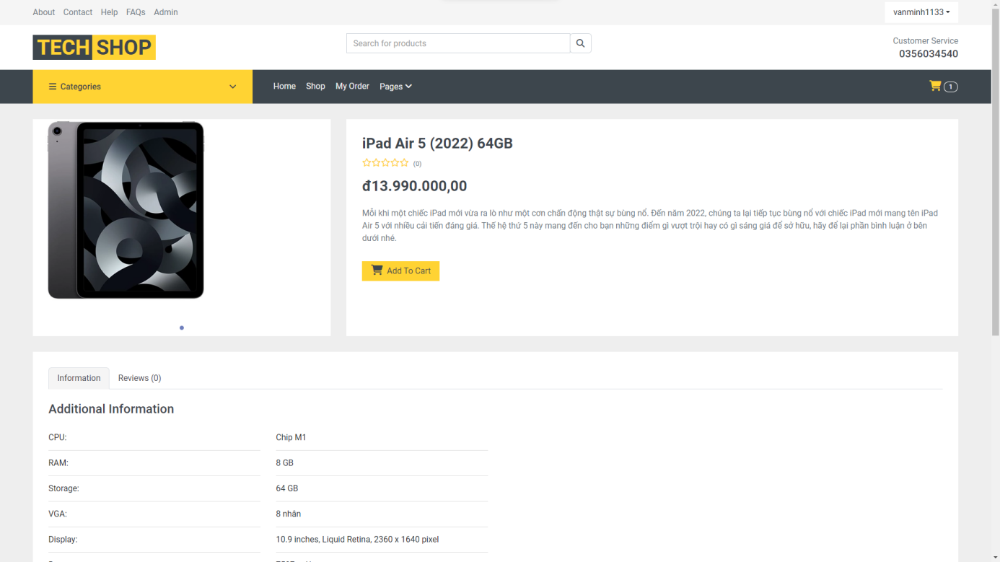 About Contact Help FAQs Admin
vanminh1133
TECH SHOP
Search for products
Customer Service
0356034540
Categories
Home Shop My Order Pages
1
iPad Air 5 (2022) 64GB
(0)
đ13.990.000,00
Mỗi khi một chiếc iPad mới vừa ra lò như một cơn chấn động thật sự bùng nổ. Đến năm 2022, chúng ta lại tiếp tục bùng nổ với chiếc iPad mới mang tên iPad
Air 5 với nhiều cải tiến đáng giá. Thế hệ thứ 5 này mang đến cho bạn những điểm gì vượt trội hay có gì sáng giá để sở hữu, hãy để lại phần bình luận ở bên
dưới nhé.
Add To Cart
Information Reviews (0)
Additional Information
CPU: Chip M1
RAM: 8 GB
Storage: 64 GB
VGA: 8 nhân
Display: 10.9 inches, Liquid Retina, 2360 x 1640 pixel